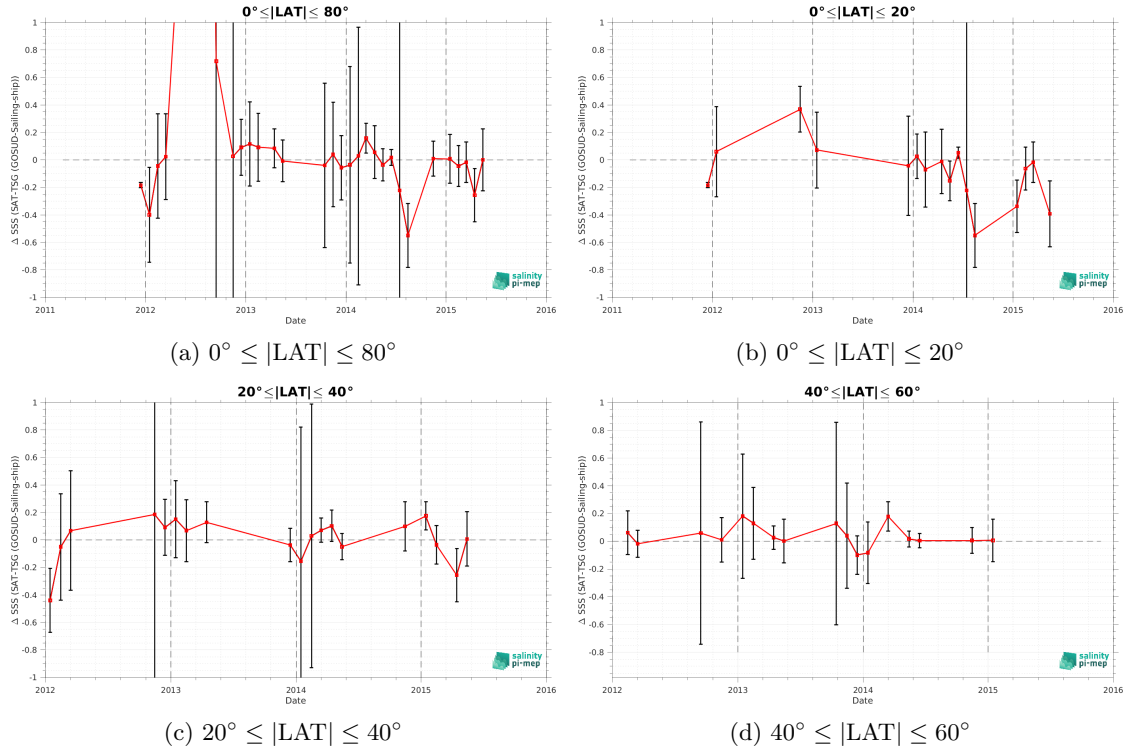 0°≤|LAT|≤ 80°
Δ SSS (SAT-TSG (GOSUD-Sailing-ship))
1
0.8
0.6
0.4
0.2
0
-0.2
-0.4
-0.6
-0.8
-1
2011 2012 2013 2014 2015 2016
Date
salinity
pi-mep
(a) 0° ≤ |LAT| ≤ 80°
0°≤|LAT|≤ 20°
Δ SSS (SAT-TSG (GOSUD-Sailing-ship))
1
0.8
0.6
0.4
0.2
0
-0.2
-0.4
-0.6
-0.8
-1
2011 2012 2013 2014 2015 2016
Date
salinity
pi-mep
(b) 0° ≤ |LAT| ≤ 20°
20°≤|LAT|≤ 40°
Δ SSS (SAT-TSG (GOSUD-Sailing-ship))
1
0.8
0.6
0.4
0.2
0
-0.2
-0.4
-0.6
-0.8
-1
2012 2013 2014 2015 2016
Date
salinity
pi-mep
(c) 20° ≤ |LAT| ≤ 40°
40°≤|LAT|≤ 60°
Δ SSS (SAT-TSG (GOSUD-Sailing-ship))
1
0.8
0.6
0.4
0.2
0
-0.2
-0.4
-0.6
-0.8
2012 2013 2014 2015 2016
Date
salinity
pi-mep
(d) 40° ≤ |LAT| ≤ 60°